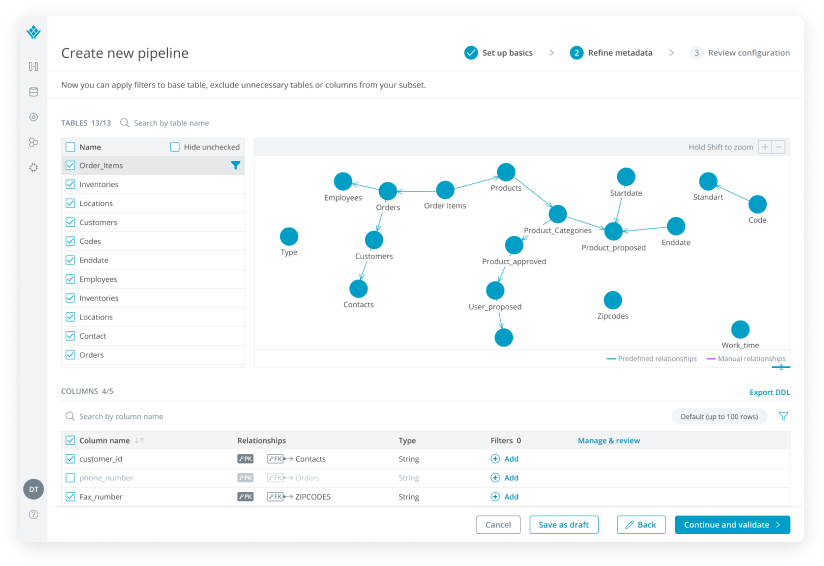 Create new pipeline
Set up basics
2 Refine metadata
3 Review configuration
Now you can apply filters to base table, exclude unnecessary tables or columns from your subset.
TABLES 13/13
Search by table name
Name
Hide unchecked
Order_Items
Inventories
Locations
Customers
Codes
Enddate
Employees
Inventories
Locations
Contact
Orders
Hold Shift to zoom + −
Employees
Orders
Order Items
Products
Startdate
Standart
Code
Product_Categories
Type
Customers
Product_approved
Product_proposed
Enddate
Contacts
User_proposed
Zipcodes
Work_time
Predefined relationships
Manual relationships
COLUMNS 4/5
Export DDL
Search by column name
Default (up to 100 rows)
Column name Relationships Type Filters 0 Manage & review
customer_id PK FK Contacts String Add
phone_number PK FK Orders String Add
Fax_number PK FK ZIPCODES String Add
DT
?
Cancel
Save as draft
Back
Continue and validate